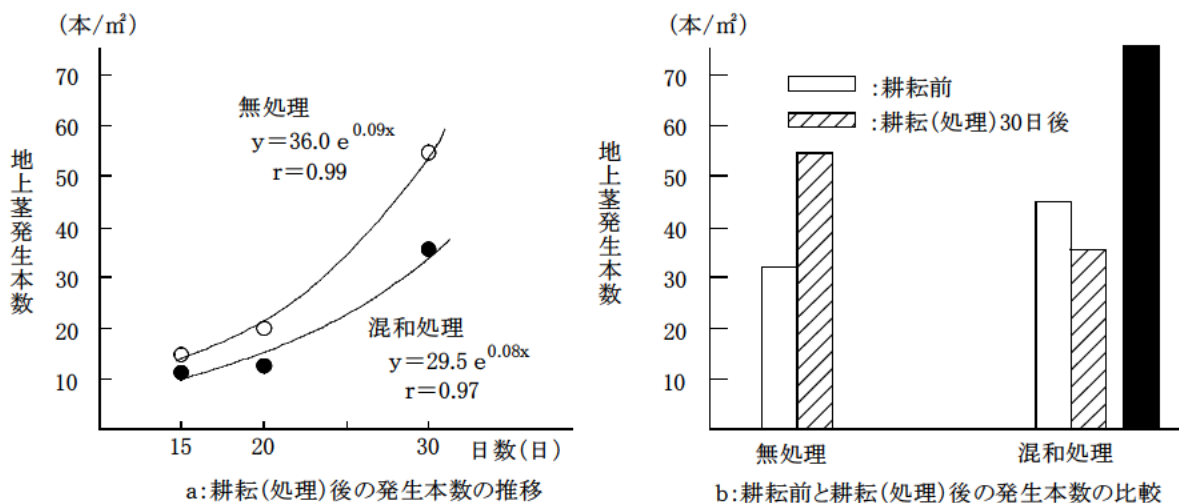 (本/㎡)
地上茎発生本数
70
60
50
40
30
20
10
無処理
y=36.0 e^0.09x
r=0.99
混和処理
y=29.5 e^0.08x
r=0.97
15
20
30
日数(日)
a:耕耘(処理)後の発生本数の推移
(本/㎡)
地上茎発生本数
70
60
50
40
30
20
10
:耕耘前
:耕耘(処理)30日後
無処理
混和処理
b:耕耘前と耕耘(処理)後の発生本数の比較